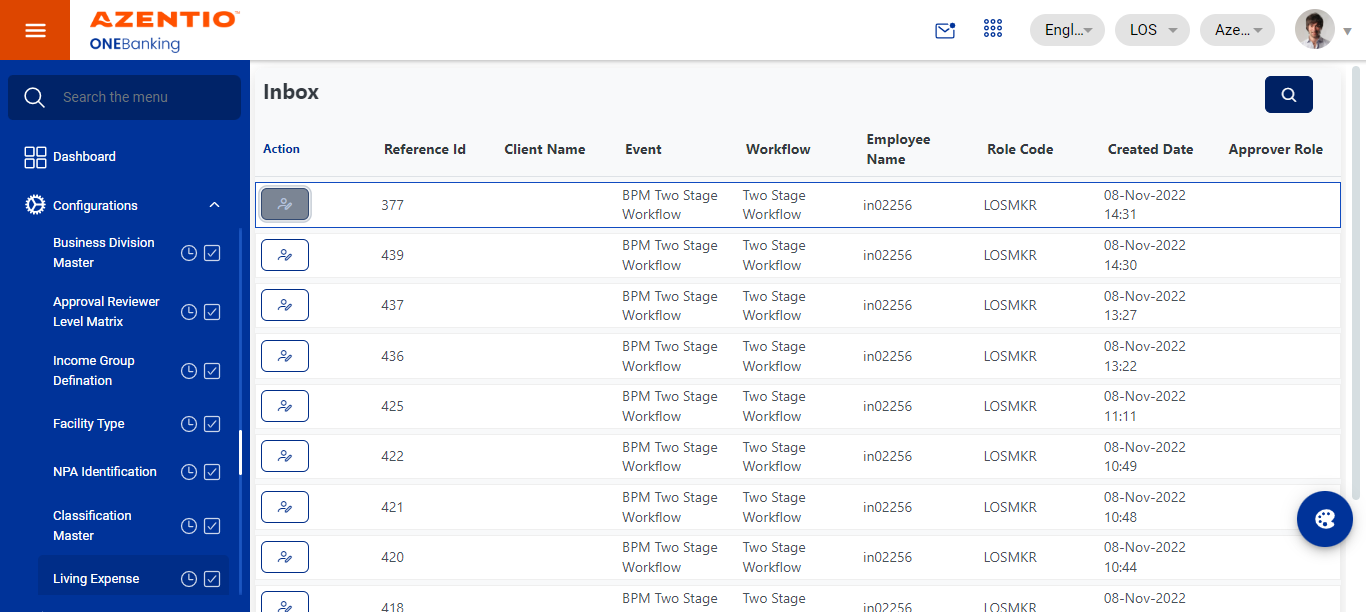 AZENTIO™
ONEBanking
Engl...
LOS
Aze...
Search the menu
Dashboard
Configurations
Business Division
Master
Approval Reviewer
Level Matrix
Income Group
Defination
Facility Type
NPA Identification
Classification
Master
Living Expense
Inbox
Action Reference Id Client Name Event Workflow Employee Name Role Code Created Date Approver Role
377 BPM Two Stage Workflow Two Stage Workflow in02256 LOSMKR 08-Nov-2022 14:31
439 BPM Two Stage Workflow Two Stage Workflow in02256 LOSMKR 08-Nov-2022 14:30
437 BPM Two Stage Workflow Two Stage Workflow in02256 LOSMKR 08-Nov-2022 13:27
436 BPM Two Stage Workflow Two Stage Workflow in02256 LOSMKR 08-Nov-2022 13:22
425 BPM Two Stage Workflow Two Stage Workflow in02256 LOSMKR 08-Nov-2022 11:11
422 BPM Two Stage Workflow Two Stage Workflow in02256 LOSMKR 08-Nov-2022 10:49
421 BPM Two Stage Workflow Two Stage Workflow in02256 LOSMKR 08-Nov-2022 10:48
420 BPM Two Stage Workflow Two Stage Workflow in02256 LOSMKR 08-Nov-2022 10:44
418 BPM Two Stage Two Stage in02256 LOSMKR 08-Nov-2022